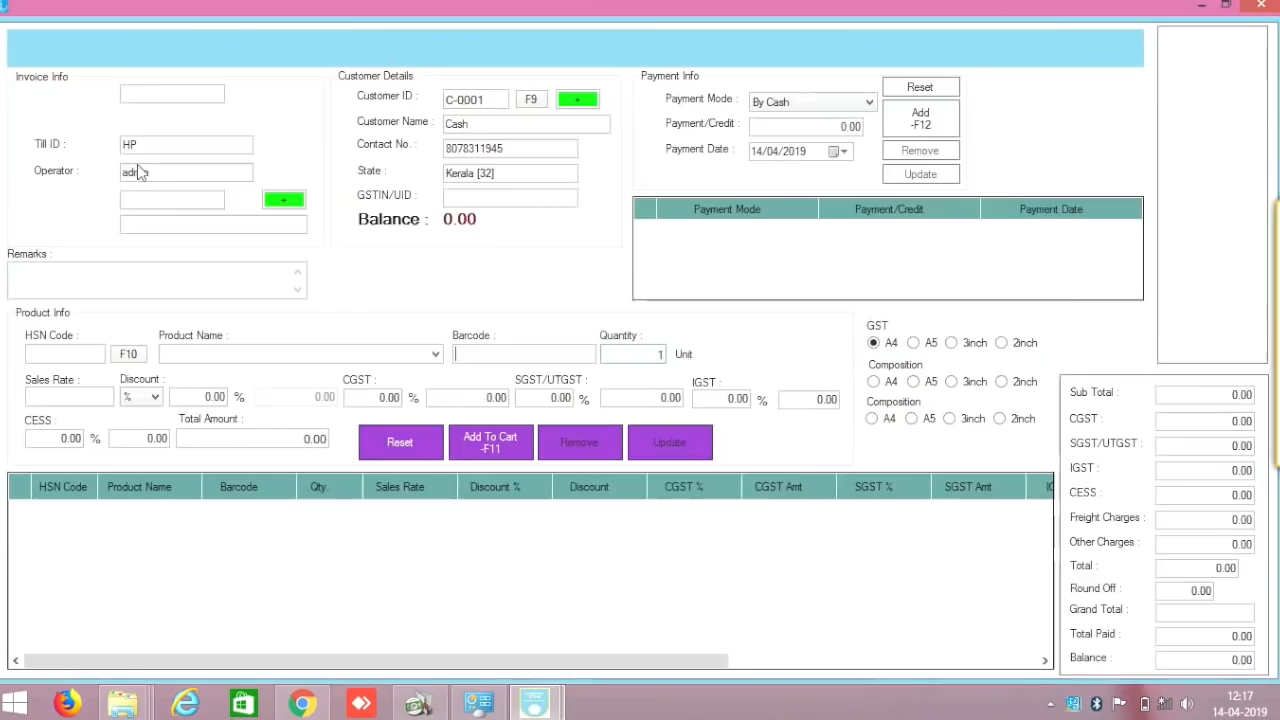 Invoice Info
Till ID :
HP
Operator :
Remarks :
Customer Details
Customer ID :
C-0001
F9
+
Customer Name :
Cash
Contact No. :
8078311945
State :
Kerala [32]
GSTIN/UID :
Balance : 0.00
Payment Info
Payment Mode :
By Cash
Payment/Credit :
0.00
Payment Date :
14/04/2019
Reset
Add
-F12
Remove
Update
Payment Mode Payment/Credit Payment Date
Product Info
HSN Code : Product Name : Barcode : Quantity :
F10 1 Unit
Sales Rate : Discount : CGST : SGST/UTGST : IGST :
% 0.00 % 0.00 0.00 % 0.00 0.00 % 0.00 0.00 % 0.00
CESS : Total Amount :
0.00 % 0.00 0.00
Reset
Add To Cart
-F11
Remove
Update
GST
A4 A5 3inch 2inch
Composition
A4 A5 3inch 2inch
Composition
A4 A5 3inch 2inch
HSN Code Product Name Barcode Qty. Sales Rate Discount % Discount CGST % CGST Amt SGST % SGST Amt
Sub Total : 0.00
CGST : 0.00
SGST/UTGST : 0.00
IGST : 0.00
CESS : 0.00
Freight Charges : 0.00
Other Charges : 0.00
Total : 0.00
Round Off : 0.00
Grand Total :
Total Paid : 0.00
Balance : 0.00
12:17
14-04-2019